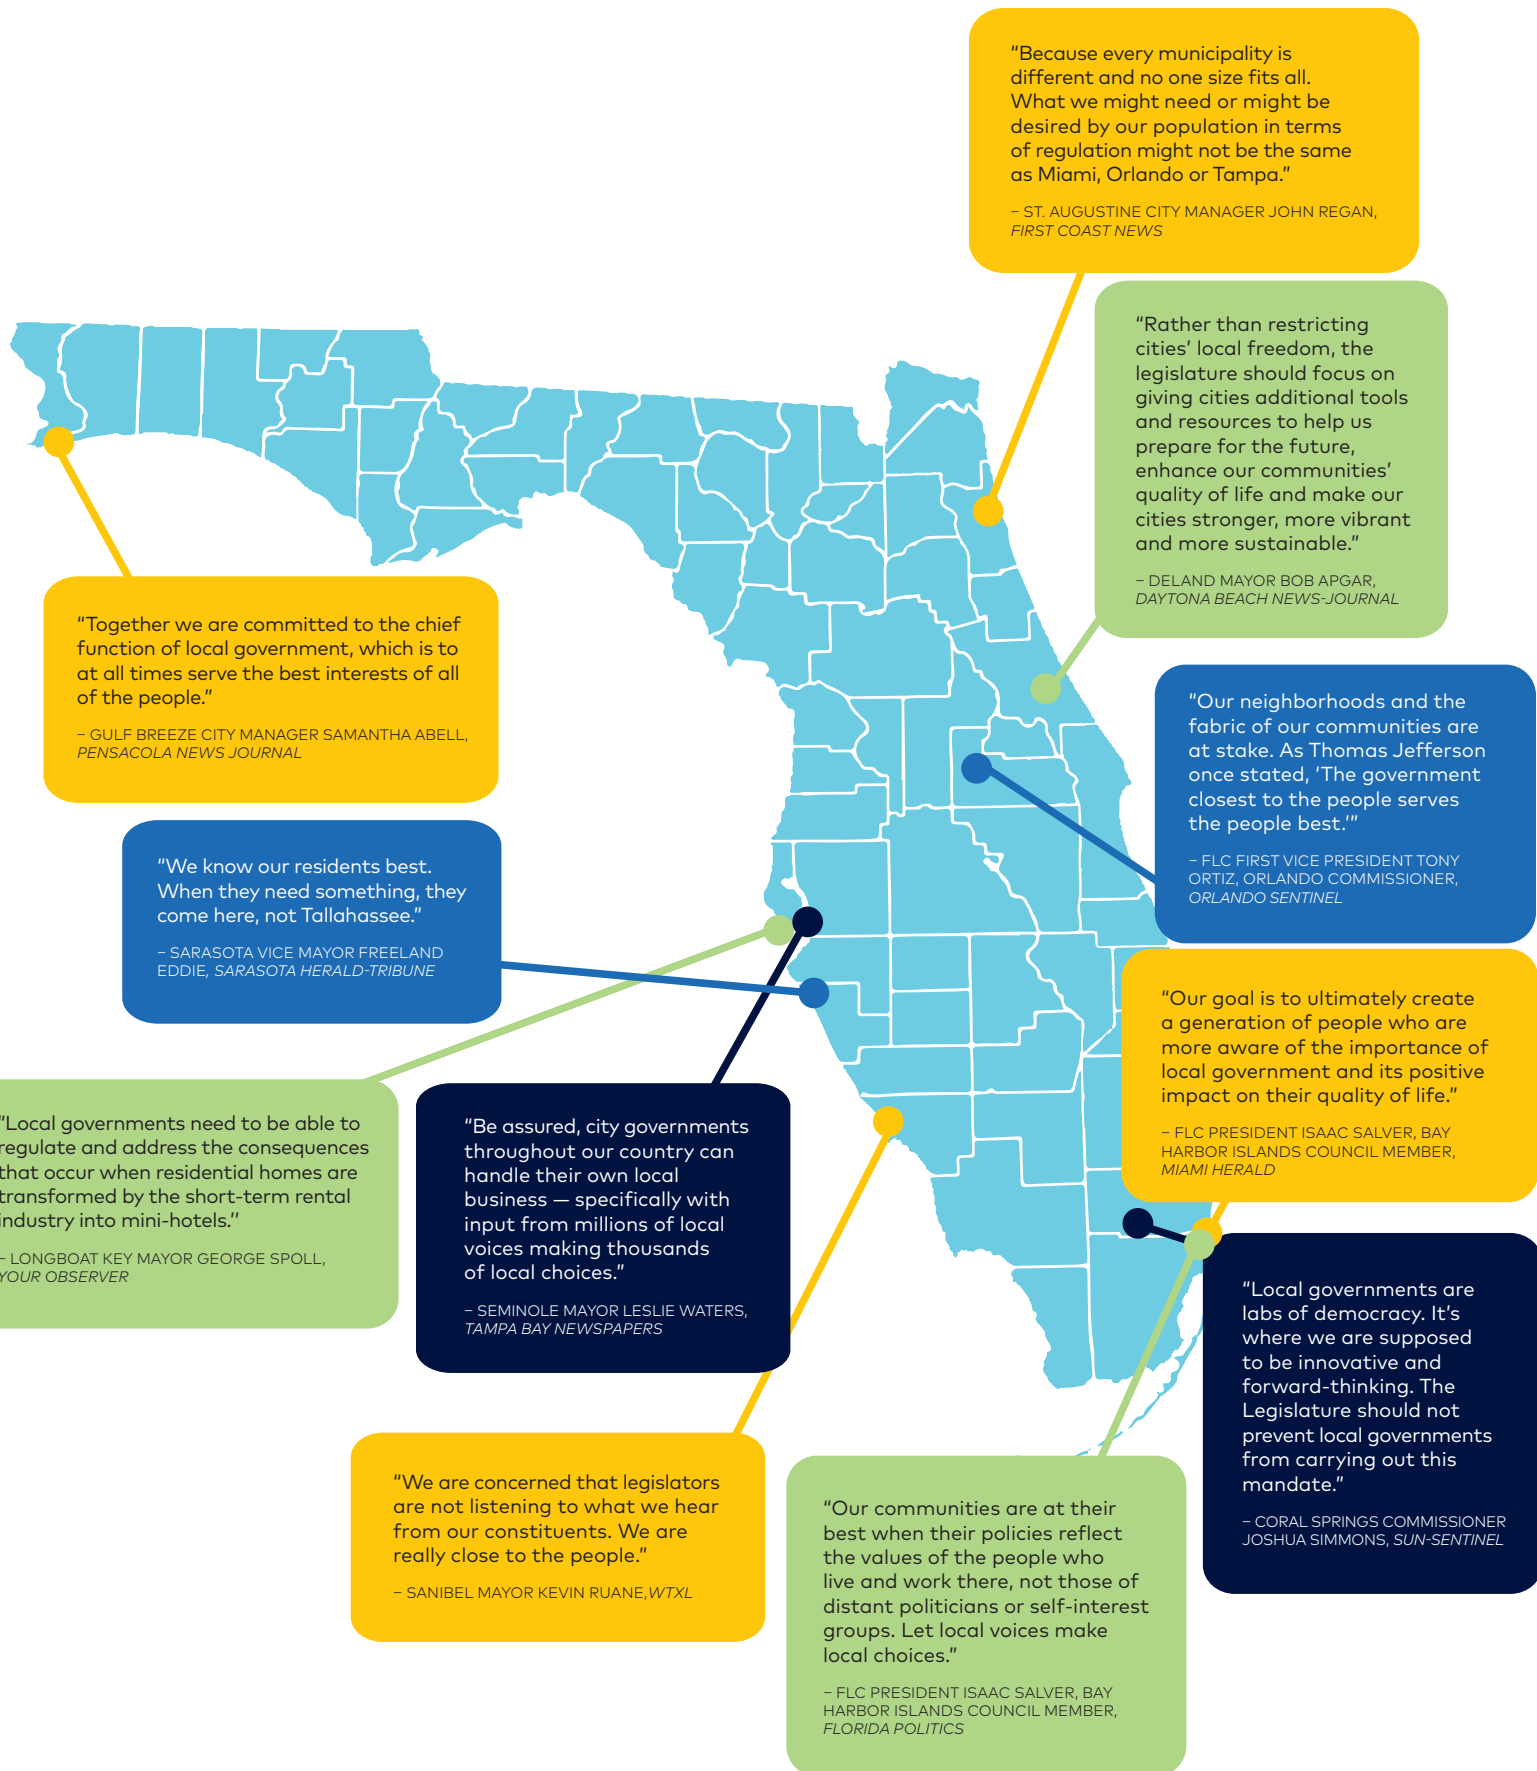 “Because every municipality is
different and no one size fits all.
What we might need or might be
desired by our population in terms
of regulation might not be the same
as Miami, Orlando or Tampa.”
– ST. AUGUSTINE CITY MANAGER JOHN REGAN,
FIRST COAST NEWS
“Rather than restricting
cities’ local freedom, the
legislature should focus on
giving cities additional tools
and resources to help us
prepare for the future,
enhance our communities’
quality of life and make our
cities stronger, more vibrant
and more sustainable.”
– DELAND MAYOR BOB APGAR,
DAYTONA BEACH NEWS-JOURNAL
“Together we are committed to the chief
function of local government, which is to
at all times serve the best interests of all
of the people.”
– GULF BREEZE CITY MANAGER SAMANTHA ABELL,
PENSACOLA NEWS JOURNAL
“Our neighborhoods and the
fabric of our communities are
at stake. As Thomas Jefferson
once stated, ‘The government
closest to the people serves
the people best.’”
– FLC FIRST VICE PRESIDENT TONY
ORTIZ, ORLANDO COMMISSIONER,
ORLANDO SENTINEL
“We know our residents best.
When they need something, they
come here, not Tallahassee.”
– SARASOTA VICE MAYOR FREELAND
EDDIE, SARASOTA HERALD-TRIBUNE
“Our goal is to ultimately create
a generation of people who are
more aware of the importance of
local government and its positive
impact on their quality of life.”
– FLC PRESIDENT ISAAC SALVER, BAY
HARBOR ISLANDS COUNCIL MEMBER,
MIAMI HERALD
“Local governments need to be able to
regulate and address the consequences
that occur when residential homes are
transformed by the short-term rental
industry into mini-hotels.’’
– LONGBOAT KEY MAYOR GEORGE SPOLL,
YOUR OBSERVER
“Be assured, city governments
throughout our country can
handle their own local
business — specifically with
input from millions of local
voices making thousands
of local choices.”
– SEMINOLE MAYOR LESLIE WATERS,
TAMPA BAY NEWSPAPERS
“Local governments are
labs of democracy. It’s
where we are supposed
to be innovative and
forward-thinking. The
Legislature should not
prevent local governments
from carrying out this
mandate.”
– CORAL SPRINGS COMMISSIONER
JOSHUA SIMMONS, SUN-SENTINEL
“We are concerned that legislators
are not listening to what we hear
from our constituents. We are
really close to the people.”
– SANIBEL MAYOR KEVIN RUANE, WTXL
“Our communities are at their
best when their policies reflect
the values of the people who
live and work there, not those of
distant politicians or self-interest
groups. Let local voices make
local choices.”
– FLC PRESIDENT ISAAC SALVER, BAY
HARBOR ISLANDS COUNCIL MEMBER,
FLORIDA POLITICS